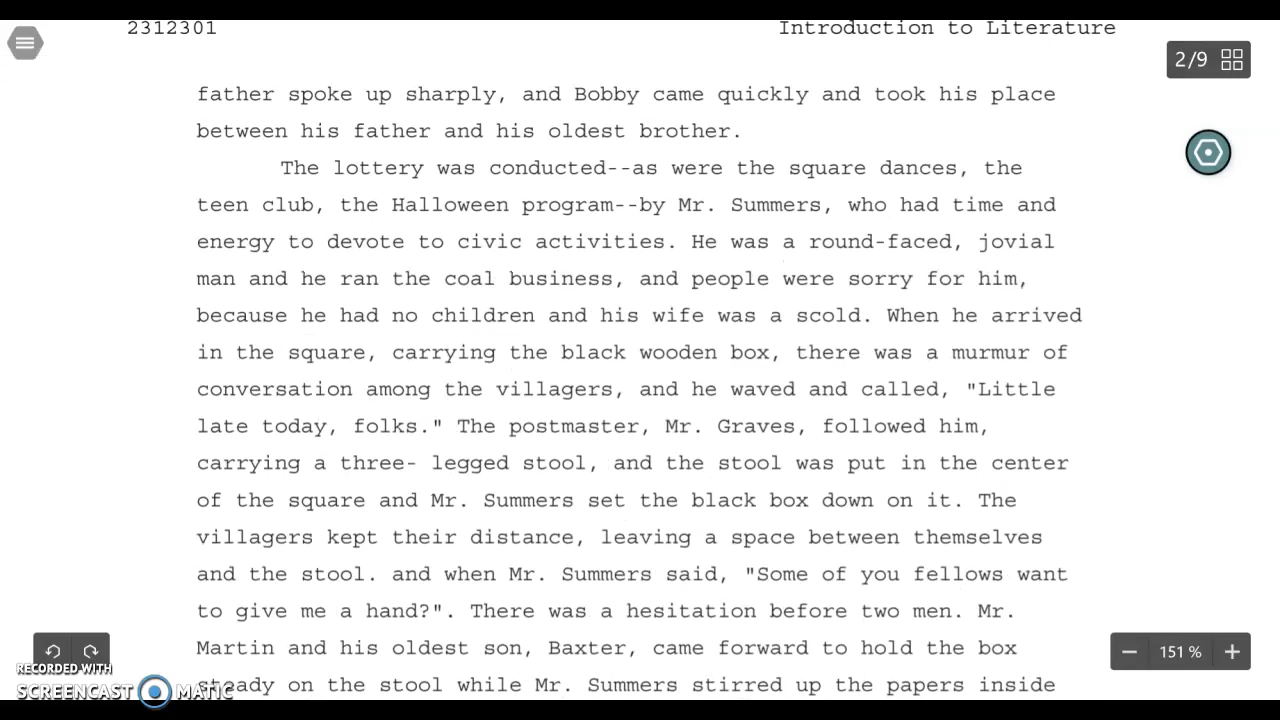 2312301 Introduction to Literature
2/9
father spoke up sharply, and Bobby came quickly and took his place
between his father and his oldest brother.
The lottery was conducted--as were the square dances, the
teen club, the Halloween program--by Mr. Summers, who had time and
energy to devote to civic activities. He was a round-faced, jovial
man and he ran the coal business, and people were sorry for him,
because he had no children and his wife was a scold. When he arrived
in the square, carrying the black wooden box, there was a murmur of
conversation among the villagers, and he waved and called, "Little
late today, folks." The postmaster, Mr. Graves, followed him,
carrying a three- legged stool, and the stool was put in the center
of the square and Mr. Summers set the black box down on it. The
villagers kept their distance, leaving a space between themselves
and the stool. and when Mr. Summers said, "Some of you fellows want
to give me a hand?". There was a hesitation before two men. Mr.
Martin and his oldest son, Baxter, came forward to hold the box
steady on the stool while Mr. Summers stirred up the papers inside
151 %
RECORDED WITH
SCREENCAST MATIC